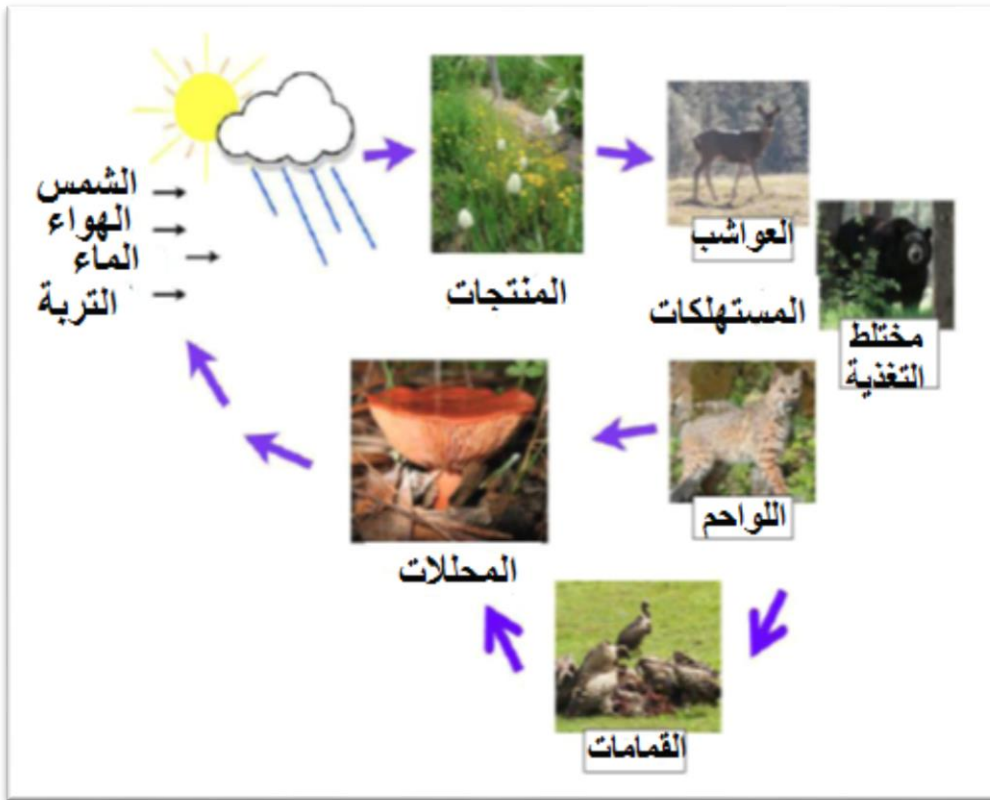 الشمس
الهواء
الماء
التربة
المنتجات
العواشب
المستهلكات
مختلط
التغذية
اللواحم
المحللات
القمامات